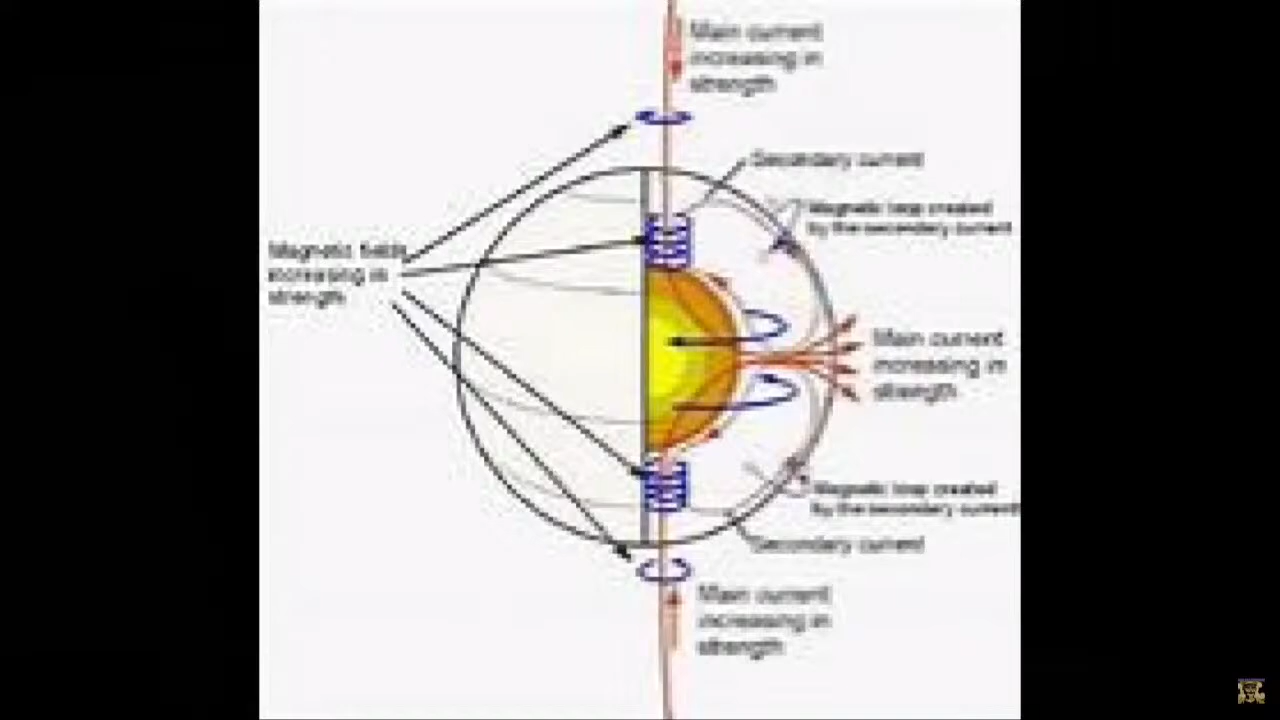 Main current
increasing in
strength
Secondary current
Magnetic loop created
by the secondary current
Magnetic fields
increasing in
strength
Main current
increasing in
strength
Magnetic loop created
by the secondary current
Secondary current
Main current
increasing in
strength